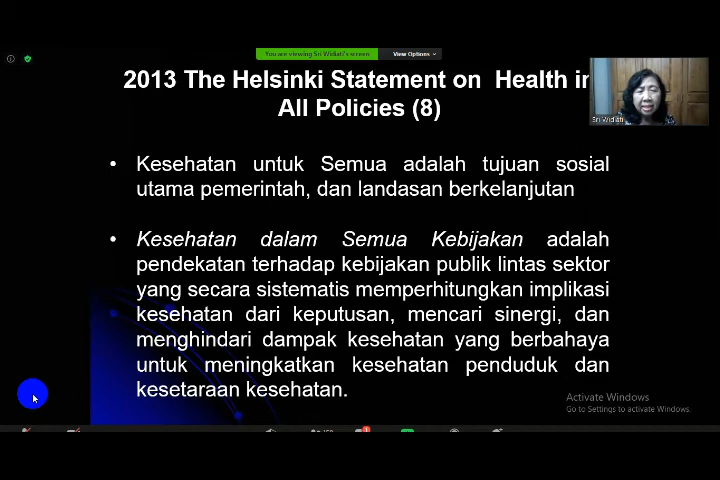 You are viewing Sri Widiati's screen View Options
2013 The Helsinki Statement on Health in
All Policies (8)
Sri Widiati
• Kesehatan untuk Semua adalah tujuan sosial
utama pemerintah, dan landasan berkelanjutan
• Kesehatan dalam Semua Kebijakan adalah
pendekatan terhadap kebijakan publik lintas sektor
yang secara sistematis memperhitungkan implikasi
kesehatan dari keputusan, mencari sinergi, dan
menghindari dampak kesehatan yang berbahaya
untuk meningkatkan kesehatan penduduk dan
kesetaraan kesehatan.
Activate Windows
Go to Settings to activate Windows.